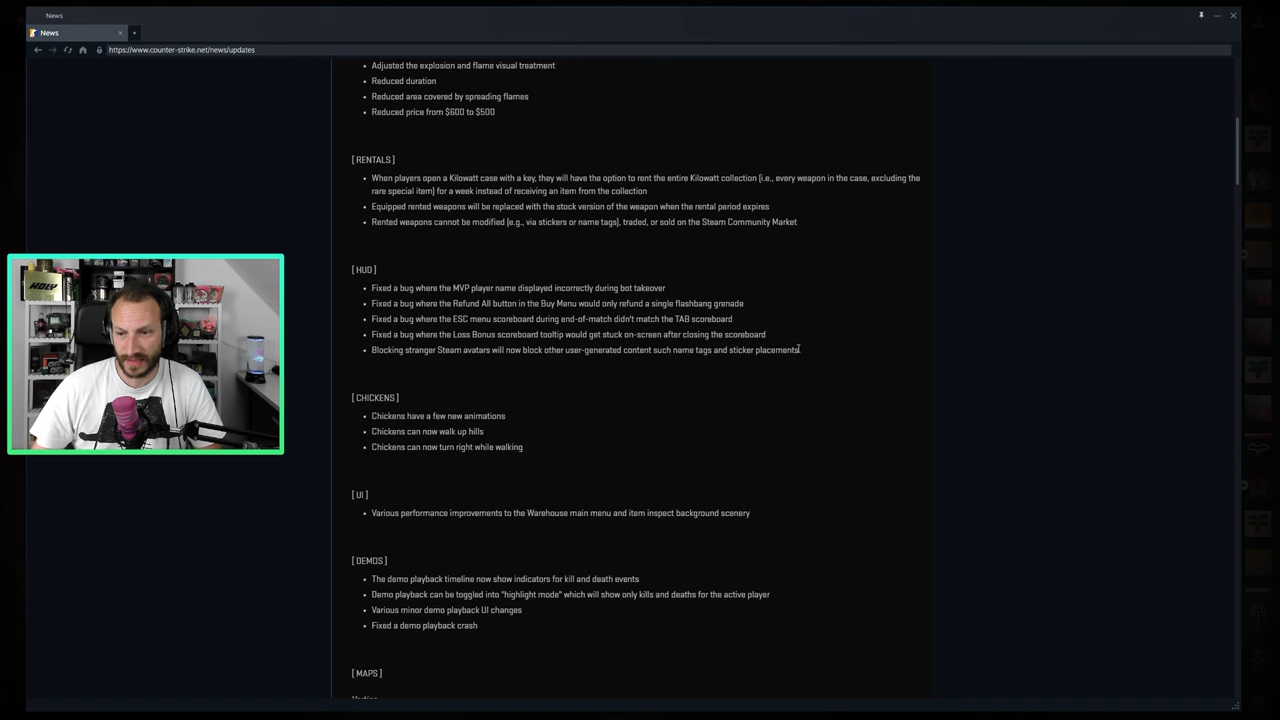 News
News
https://www.counter-strike.net/news/updates
• Adjusted the explosion and flame visual treatment
• Reduced duration
• Reduced area covered by spreading flames
• Reduced price from $600 to $500
[ RENTALS ]
• When players open a Kilowatt case with a key, they will have the option to rent the entire Kilowatt collection (i.e., every weapon in the case, excluding the
rare special item) for a week instead of receiving an item from the collection
• Equipped rented weapons will be replaced with the stock version of the weapon when the rental period expires
• Rented weapons cannot be modified (e.g., via stickers or name tags), traded, or sold on the Steam Community Market
[ HUD ]
• Fixed a bug where the MVP player name displayed incorrectly during bot takeover
• Fixed a bug where the Refund All button in the Buy Menu would only refund a single flashbang grenade
• Fixed a bug where the ESC menu scoreboard during end-of-match didn't match the TAB scoreboard
• Fixed a bug where the Loss Bonus scoreboard tooltip would get stuck on-screen after closing the scoreboard
• Blocking stranger Steam avatars will now block other user-generated content such name tags and sticker placements.
HOLY
[ CHICKENS ]
• Chickens have a few new animations
• Chickens can now walk up hills
• Chickens can now turn right while walking
[ UI ]
• Various performance improvements to the Warehouse main menu and item inspect background scenery
[ DEMOS ]
• The demo playback timeline now show indicators for kill and death events
• Demo playback can be toggled into "highlight mode" which will show only kills and deaths for the active player
• Various minor demo playback UI changes
• Fixed a demo playback crash
[ MAPS ]